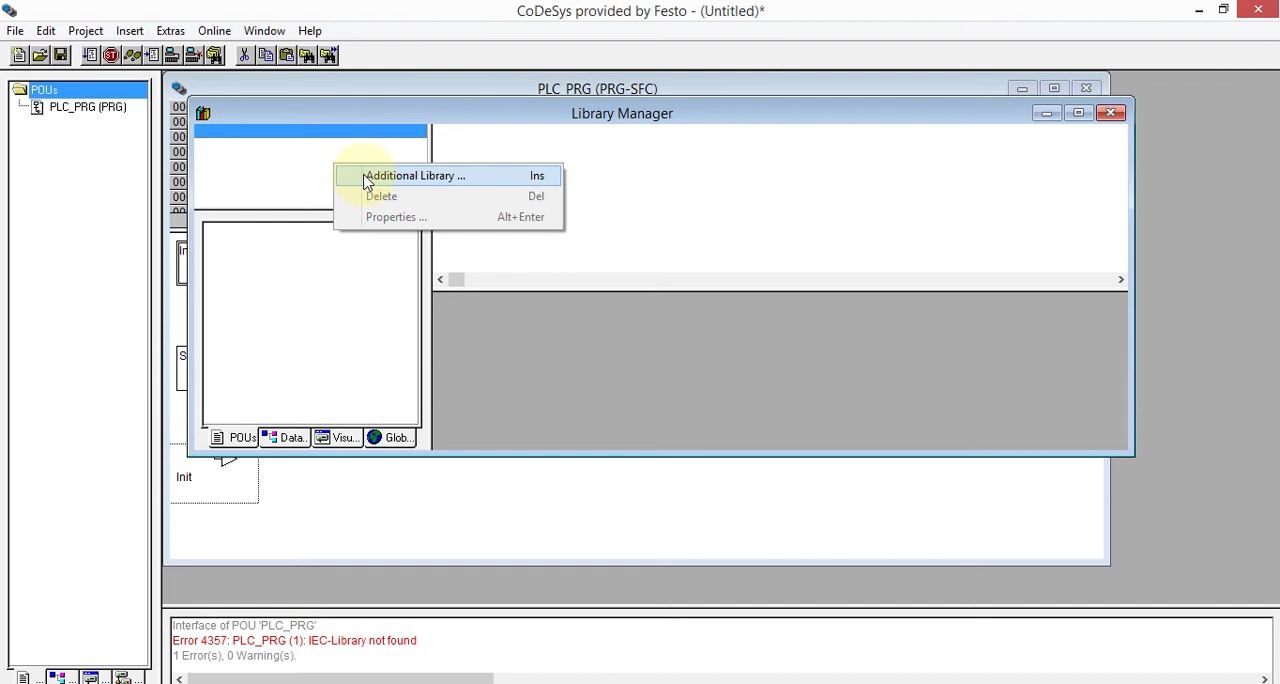 CoDeSys provided by Festo - (Untitled)*
File Edit Project Insert Extras Online Window Help
POUs
PLC_PRG (PRG)
PLC PRG (PRG-SFC)
Library Manager
Additional Library ... Ins
Delete Del
Properties ... Alt+Enter
POUs Data... Visu... Glob...
Init
Interface of POU 'PLC_PRG'
Error 4357: PLC_PRG (1): IEC-Library not found
1 Error(s), 0 Warning(s).